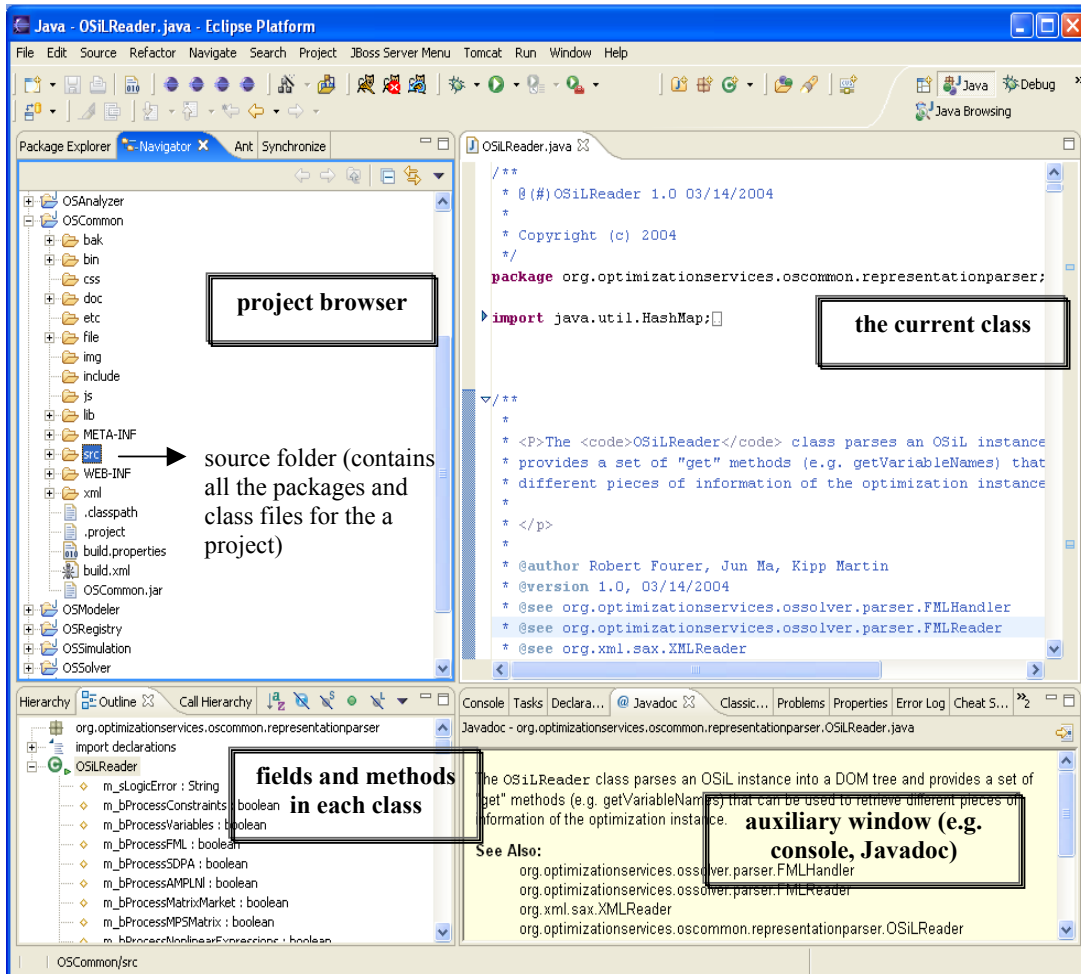 Java - OSiLReader.java - Eclipse Platform
File Edit Source Refactor Navigate Search Project JBoss Server Menu Tomcat Run Window Help
Java Debug
Java Browsing
Package Explorer Navigator Ant Synchronize
OSAnalyzer
OSCommon
bak
bin
css
doc
etc
file
img
include
js
lib
META-INF
src
WEB-INF
xml
.classpath
.project
build.properties
build.xml
OSCommon.jar
OSModeler
OSRegistry
OSSimulation
OSSolver
project browser
source folder (contains
all the packages and
class files for the a
project)
OSiLReader.java
/**
* @(#)OSiLReader 1.0 03/14/2004
*
* Copyright (c) 2004
*/
package org.optimizationservices.oscommon.representationparser;
import java.util.HashMap;
the current class
/**
*
* <P>The <code>OSiLReader</code> class parses an OSiL instance
* provides a set of "get" methods (e.g. getVariableNames) that
* different pieces of information of the optimization instance
*
* </p>
*
* @author Robert Fourer, Jun Ma, Kipp Martin
* @version 1.0, 03/14/2004
* @see org.optimizationservices.ossolver.parser.FMLHandler
* @see org.optimizationservices.ossolver.parser.FMLReader
* @see org.xml.sax.XMLReader
Hierarchy Outline Call Hierarchy
org.optimizationservices.oscommon.representationparser
import declarations
OSiLReader
m_sLogicError : String
m_bProcessConstraints : boolean
m_bProcessVariables : boolean
m_bProcessFML : boolean
m_bProcessSDPA : boolean
m_bProcessAMPLNl : boolean
m_bProcessMatrixMarket : boolean
m_bProcessMPSMatrix : boolean
m_bProcessNonlinearExpressions : boolean
fields and methods
in each class
Console Tasks Declara... @ Javadoc Classic... Problems Properties Error Log Cheat S... »2
Javadoc - org.optimizationservices.oscommon.representationparser.OSiLReader.java
The OSiLReader class parses an OSiL instance into a DOM tree and provides a set of
"get" methods (e.g. getVariableNames) that can be used to retrieve different pieces of
information of the optimization instance.
See Also:
org.optimizationservices.ossolver.parser.FMLHandler
org.optimizationservices.ossolver.parser.FMLReader
org.xml.sax.XMLReader
org.optimizationservices.oscommon.representationparser.OSiLReader
auxiliary window (e.g.
console, Javadoc)
OSCommon/src